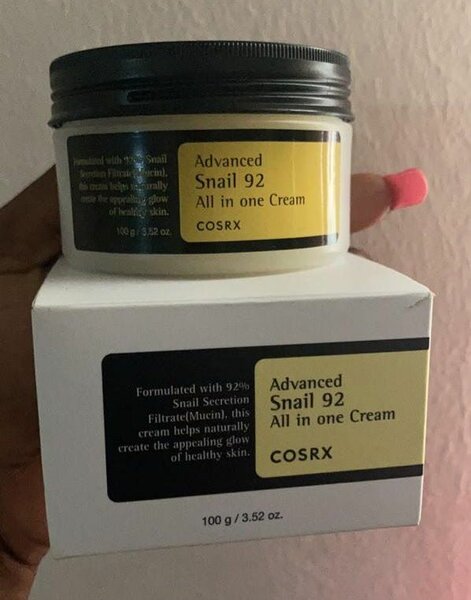 Formulated with 92% Snail
Secretion Filtrate(Mucin),
this cream helps naturally
create the appealing glow
of healthy skin.
100 g / 3.52 oz.
Advanced
Snail 92
All in one Cream
COSRX
Formulated with 92%
Snail Secretion
Filtrate(Mucin), this
cream helps naturally
create the appealing glow
of healthy skin.
Advanced
Snail 92
All in one Cream
COSRX
100 g / 3.52 oz.